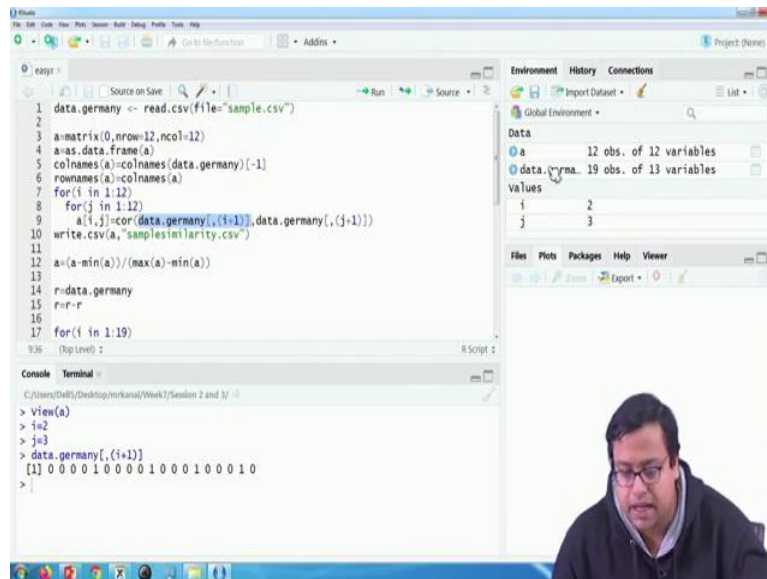 RStudio
File Edit Code View Plots Session Build Debug Profile Tools Help
Go to file/function Addins Project: (None)
easyr
Source on Save Run Source
1 data.germany <- read.csv(file="sample.csv")
2
3 a=matrix(0,nrow=12,ncol=12)
4 a=as.data.frame(a)
5 colnames(a)=colnames(data.germany)[-1]
6 rownames(a)=colnames(a)
7 for(i in 1:12)
8 for(j in 1:12)
9 a[i,j]=cor(data.germany[,(i+1)],data.germany[,(j+1)])
10 write.csv(a,"samplesimilarity.csv")
11
12 a=(a-min(a))/(max(a)-min(a))
13
14 r=data.germany
15 r=r-r
16
17 for(i in 1:19)
9:36 (Top Level) R Script
Console Terminal
C:/Users/Dell5/Desktop/mrkanal/Week7/Session 2 and 3/
> View(a)
> i=2
> j=3
> data.germany[,(i+1)]
[1] 0 0 0 0 1 0 0 0 0 1 0 0 0 1 0 0 0 1 0
>
Environment History Connections
Import Dataset List
Global Environment
Data
a 12 obs. of 12 variables
19 obs. of 13 variables
values
i 2
j 3
Files Plots Packages Help Viewer
Zoom Export